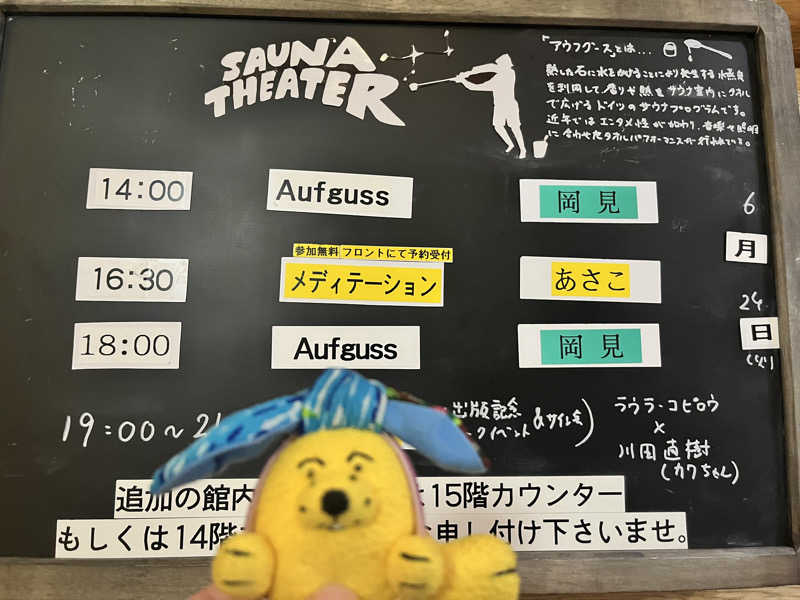 SAUNA
THEATER
「アウフグース」とは...
熱した石に水をかけることにより発生する水蒸気
を利用して、香りや熱をサウナ室内にタオル
で広げるドイツのサウナプログラムです。
近年ではエンタメ性が加わり、音楽や照明
に合わせたタオルパフォーマンスが行われている。
14:00 Aufguss 岡見
6
月
参加無料 フロントにて予約受付
16:30 メディテーション あさこ
24
日
18:00 Aufguss 岡見
19:00~2
出版記念
イベント &サイン会)
ラウラ・コピロウ
×
川田直樹
(カワちゃん)
追加の館内 は15階カウンター
もしくは14階 お申し付け下さいませ。